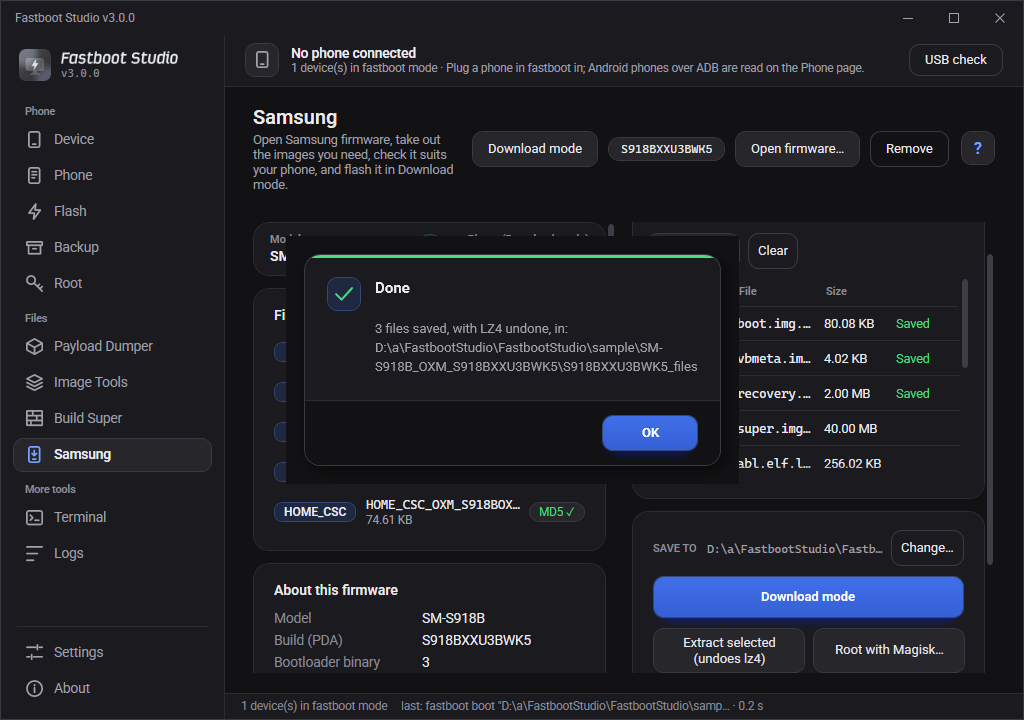 Fastboot Studio v3.0.0
Fastboot Studio
v3.0.0
No phone connected
1 device(s) in fastboot mode · Plug a phone in fastboot in; Android phones over ADB are read on the Phone page.
USB check
Phone
Device
Phone
Flash
Backup
Root
Files
Payload Dumper
Image Tools
Build Super
Samsung
More tools
Terminal
Logs
Settings
About
Samsung
Open Samsung firmware, take out
the images you need, check it suits
your phone, and flash it in Download
mode.
Download mode
S918BXXU3BWK5
Open firmware…
Remove
?
Clear
File
Size
boot.img.… 80.08 KB Saved
vbmeta.im… 4.02 KB Saved
recovery.… 2.00 MB Saved
super.img… 40.00 MB
abl.elf.l… 256.02 KB
Done
3 files saved, with LZ4 undone, in:
D:\a\FastbootStudio\FastbootStudio\sample\SM-
S918B_OXM_S918BXXU3BWK5\S918BXXU3BWK5_files
OK
HOME_CSC
HOME_CSC_OXM_S918BOX…
74.61 KB
MD5 ✓
About this firmware
Model SM-S918B
Build (PDA) S918BXXU3BWK5
Bootloader binary 3
SAVE TO
D:\a\FastbootStudio\Fastb…
Change…
Download mode
Extract selected
(undoes lz4)
Root with Magisk…
1 device(s) in fastboot mode
last: fastboot boot "D:\a\FastbootStudio\FastbootStudio\samp… · 0.2 s